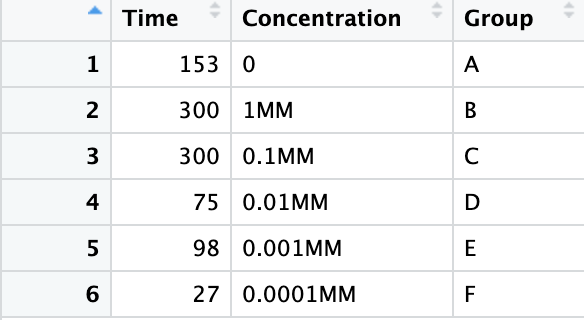 Time Concentration Group
1 153 0 A
2 300 1MM B
3 300 0.1MM C
4 75 0.01MM D
5 98 0.001MM E
6 27 0.0001MM F